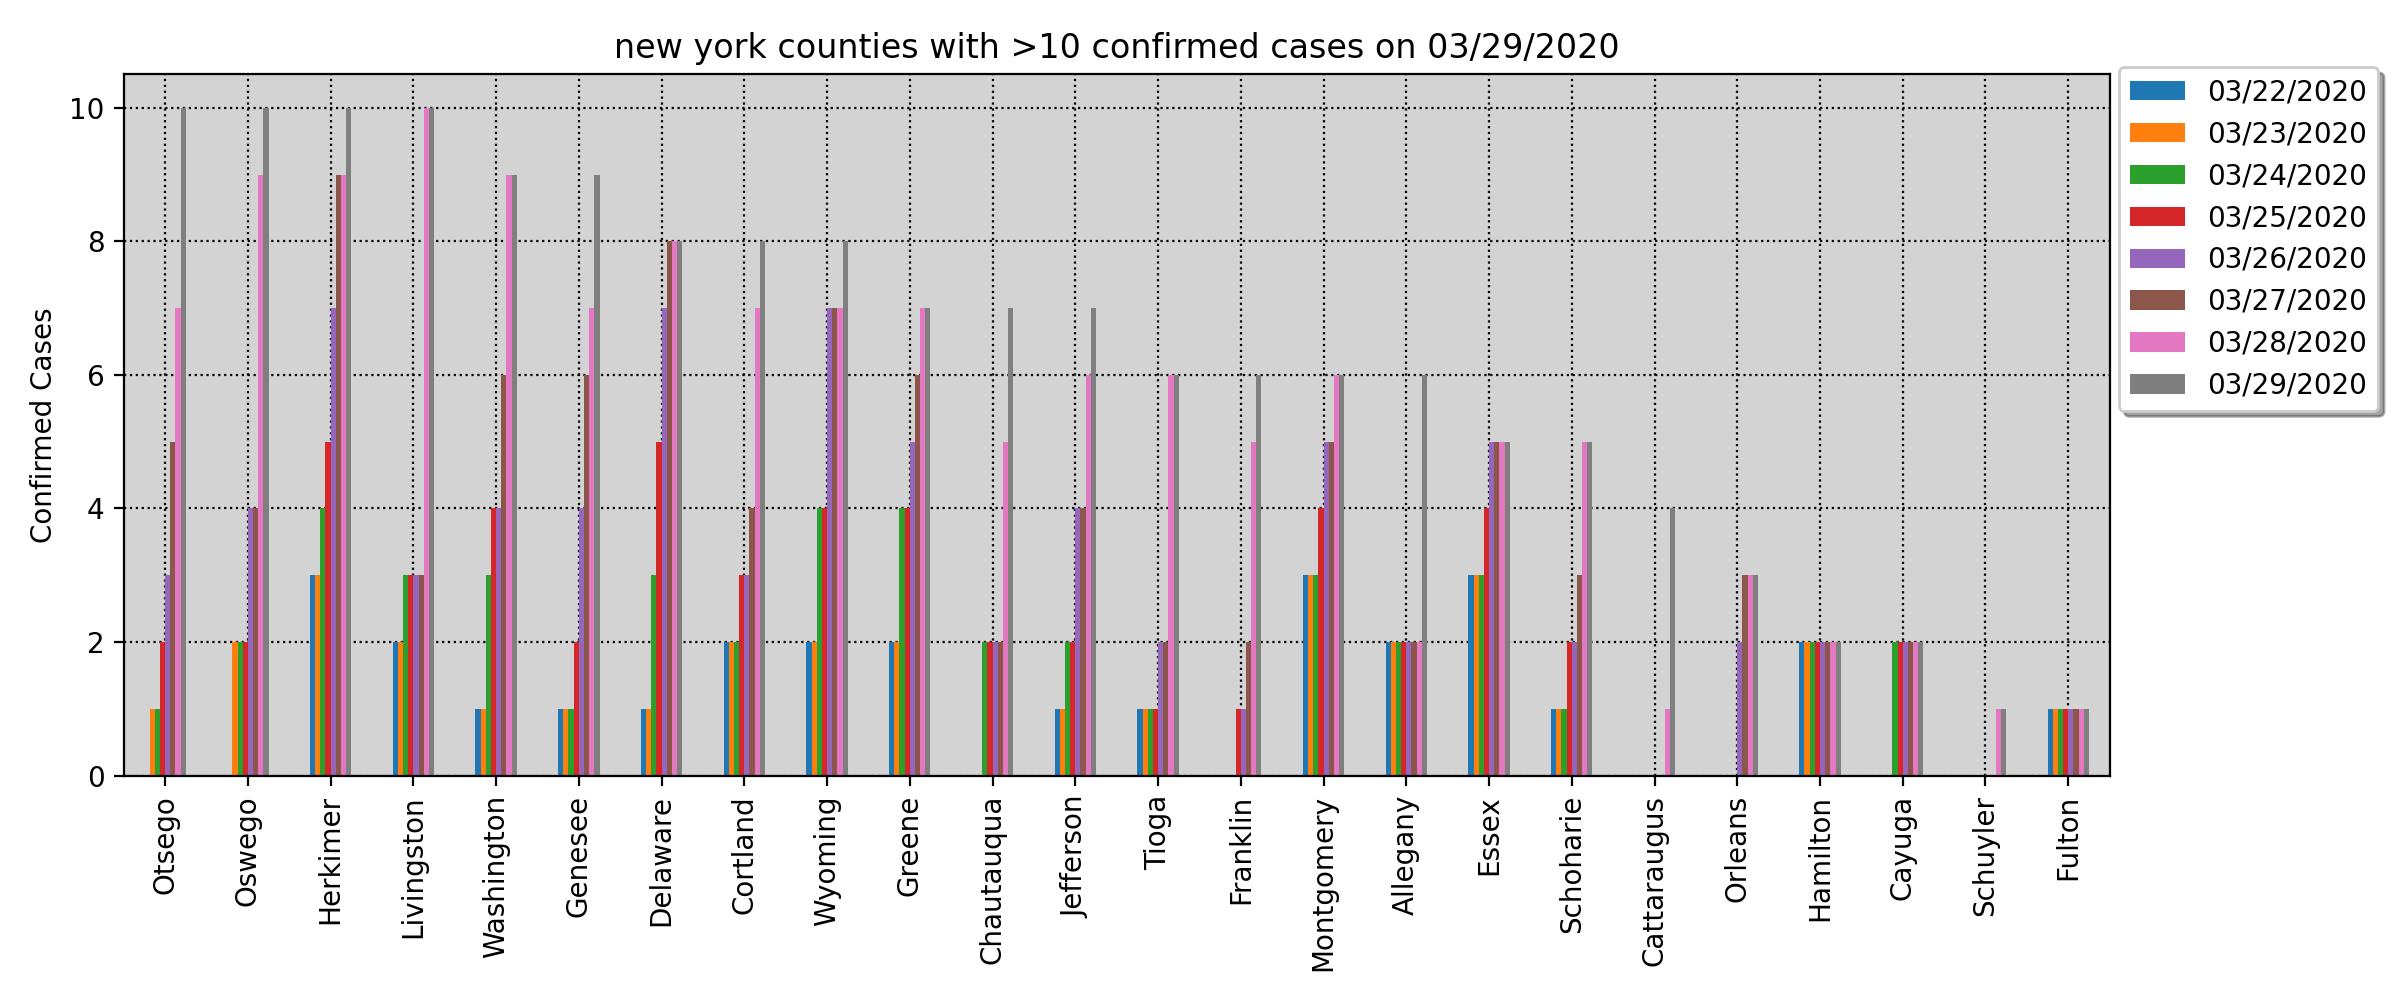 new york counties with >10 confirmed cases on 03/29/2020
Confirmed Cases
10
8
6
4
2
0
Otsego
Oswego
Herkimer
Livingston
Washington
Genesee
Delaware
Cortland
Wyoming
Greene
Chautauqua
Jefferson
Tioga
Franklin
Montgomery
Allegany
Essex
Schoharie
Cattaraugus
Orleans
Hamilton
Cayuga
Schuyler
Fulton
03/22/2020
03/23/2020
03/24/2020
03/25/2020
03/26/2020
03/27/2020
03/28/2020
03/29/2020